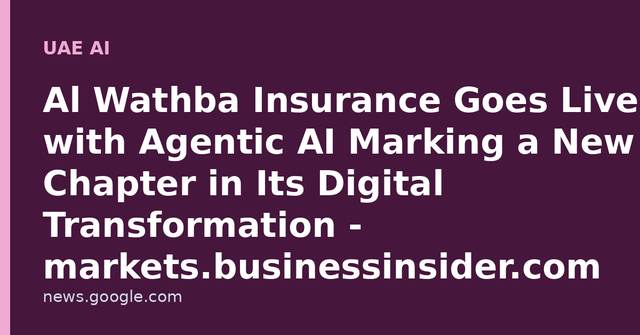 UAE AI
Al Wathba Insurance Goes Live
with Agentic AI Marking a New
Chapter in Its Digital
Transformation -
markets.businessinsider.com
news.google.com